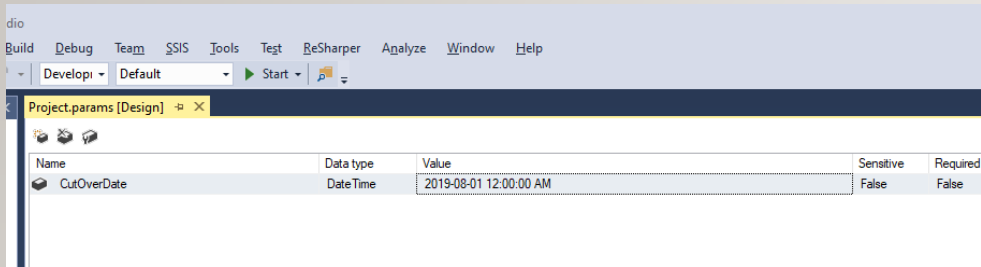 dio
Build Debug Team SSIS Tools Test ReSharper Analyze Window Help
Develop Default Start
Project.params [Design]
Name Data type Value Sensitive Required
CutOverDate DateTime 2019-08-01 12:00:00 AM False False